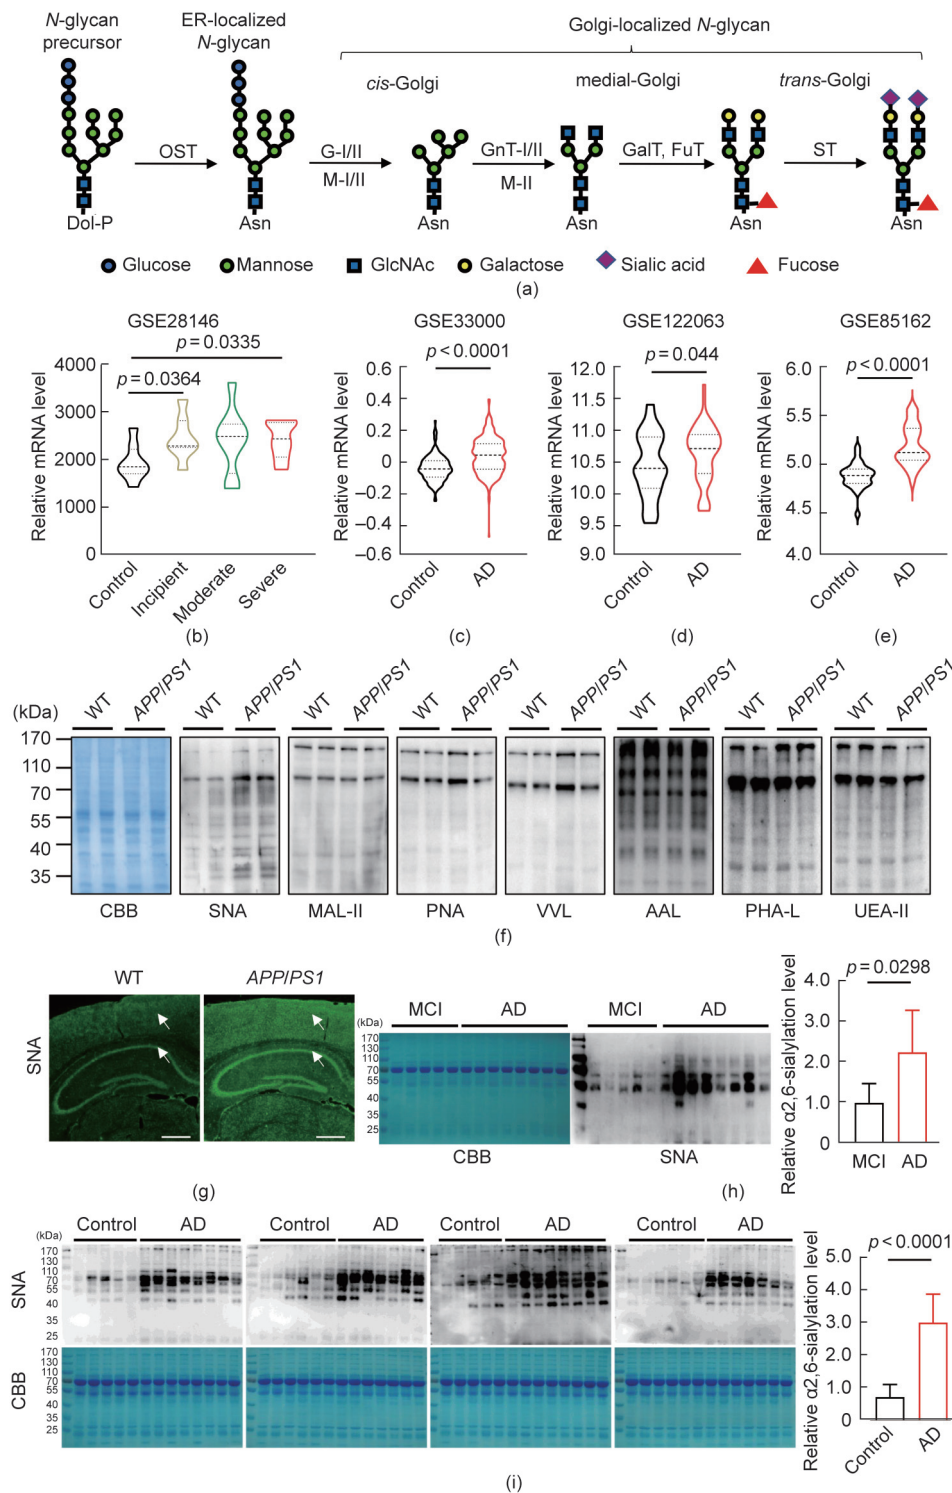 N-glycan precursor
ER-localized N-glycan
Golgi-localized N-glycan
cis-Golgi
medial-Golgi
trans-Golgi
OST
G-I/II
M-I/II
GnT-I/II
M-II
GalT, FuT
ST
Dol-P
Asn
Asn
Asn
Asn
Asn
Glucose
Mannose
GlcNAc
Galactose
Sialic acid
Fucose
(a)
GSE28146
p = 0.0335
p = 0.0364
Relative mRNA level
4000
3000
2000
1000
0
Control
Incipient
Moderate
Severe
(b)
GSE33000
p < 0.0001
Relative mRNA level
0.6
0.4
0.2
0
–0.2
–0.4
–0.6
Control
AD
(c)
GSE122063
p = 0.044
Relative mRNA level
12.0
11.5
11.0
10.5
10.0
10.5
9.0
Control
AD
(d)
GSE85162
p < 0.0001
Relative mRNA level
6.0
5.5
5.0
4.5
4.0
Control
AD
(e)
(kDa)
WT
APP/PS1
WT
APP/PS1
WT
APP/PS1
WT
APP/PS1
WT
APP/PS1
WT
APP/PS1
WT
APP/PS1
WT
APP/PS1
170
110
70
55
40
35
CBB
SNA
MAL-II
PNA
VVL
AAL
PHA-L
UEA-II
(f)
WT
APP/PS1
SNA
(g)
MCI
AD
MCI
AD
(kDa)
170
130
110
70
55
40
35
25
CBB
SNA
Relative α2,6-sialylation level
p = 0.0298
4.0
3.0
2.0
1.0
0
MCI
AD
(h)
(kDa)
Control
AD
Control
AD
Control
AD
Control
AD
SNA
170
130
110
70
55
40
35
25
CBB
170
130
110
70
55
40
35
25
Relative α2,6-sialylation level
p < 0.0001
5.0
4.0
3.0
2.0
1.0
0
Control
AD
(i)